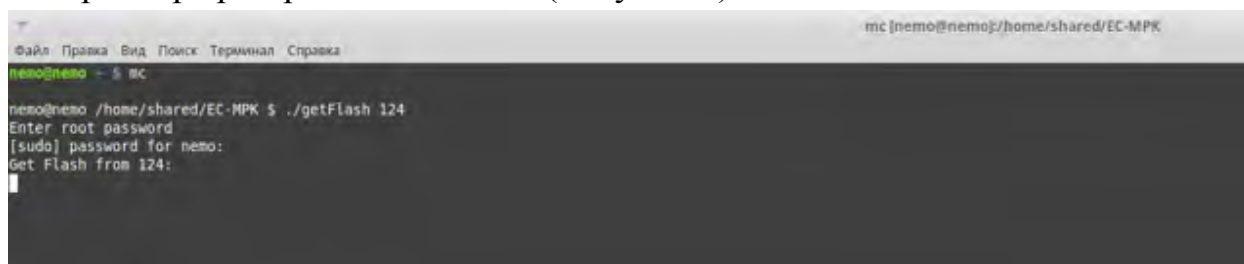 mc [nemo@nemo]:/home/shared/EC-MPK
Файл Правка Вид Поиск Терминал Справка
nemo@nemo ~ $ mc
nemo@nemo /home/shared/EC-MPK $ ./getFlash 124
Enter root password
[sudo] password for nemo:
Get Flash from 124: